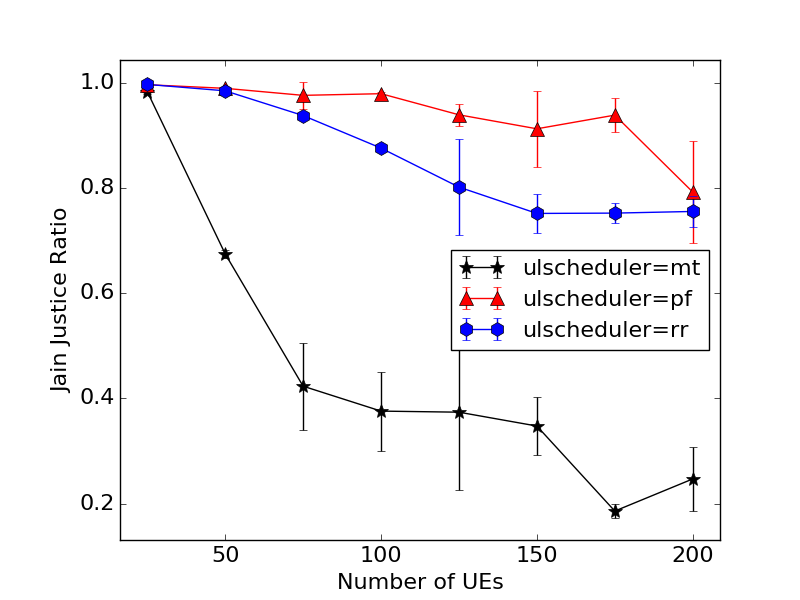 1.0
0.8
0.6
0.4
0.2
Jain Justice Ratio
ulscheduler=mt
ulscheduler=pf
ulscheduler=rr
50
100
150
200
Number of UEs